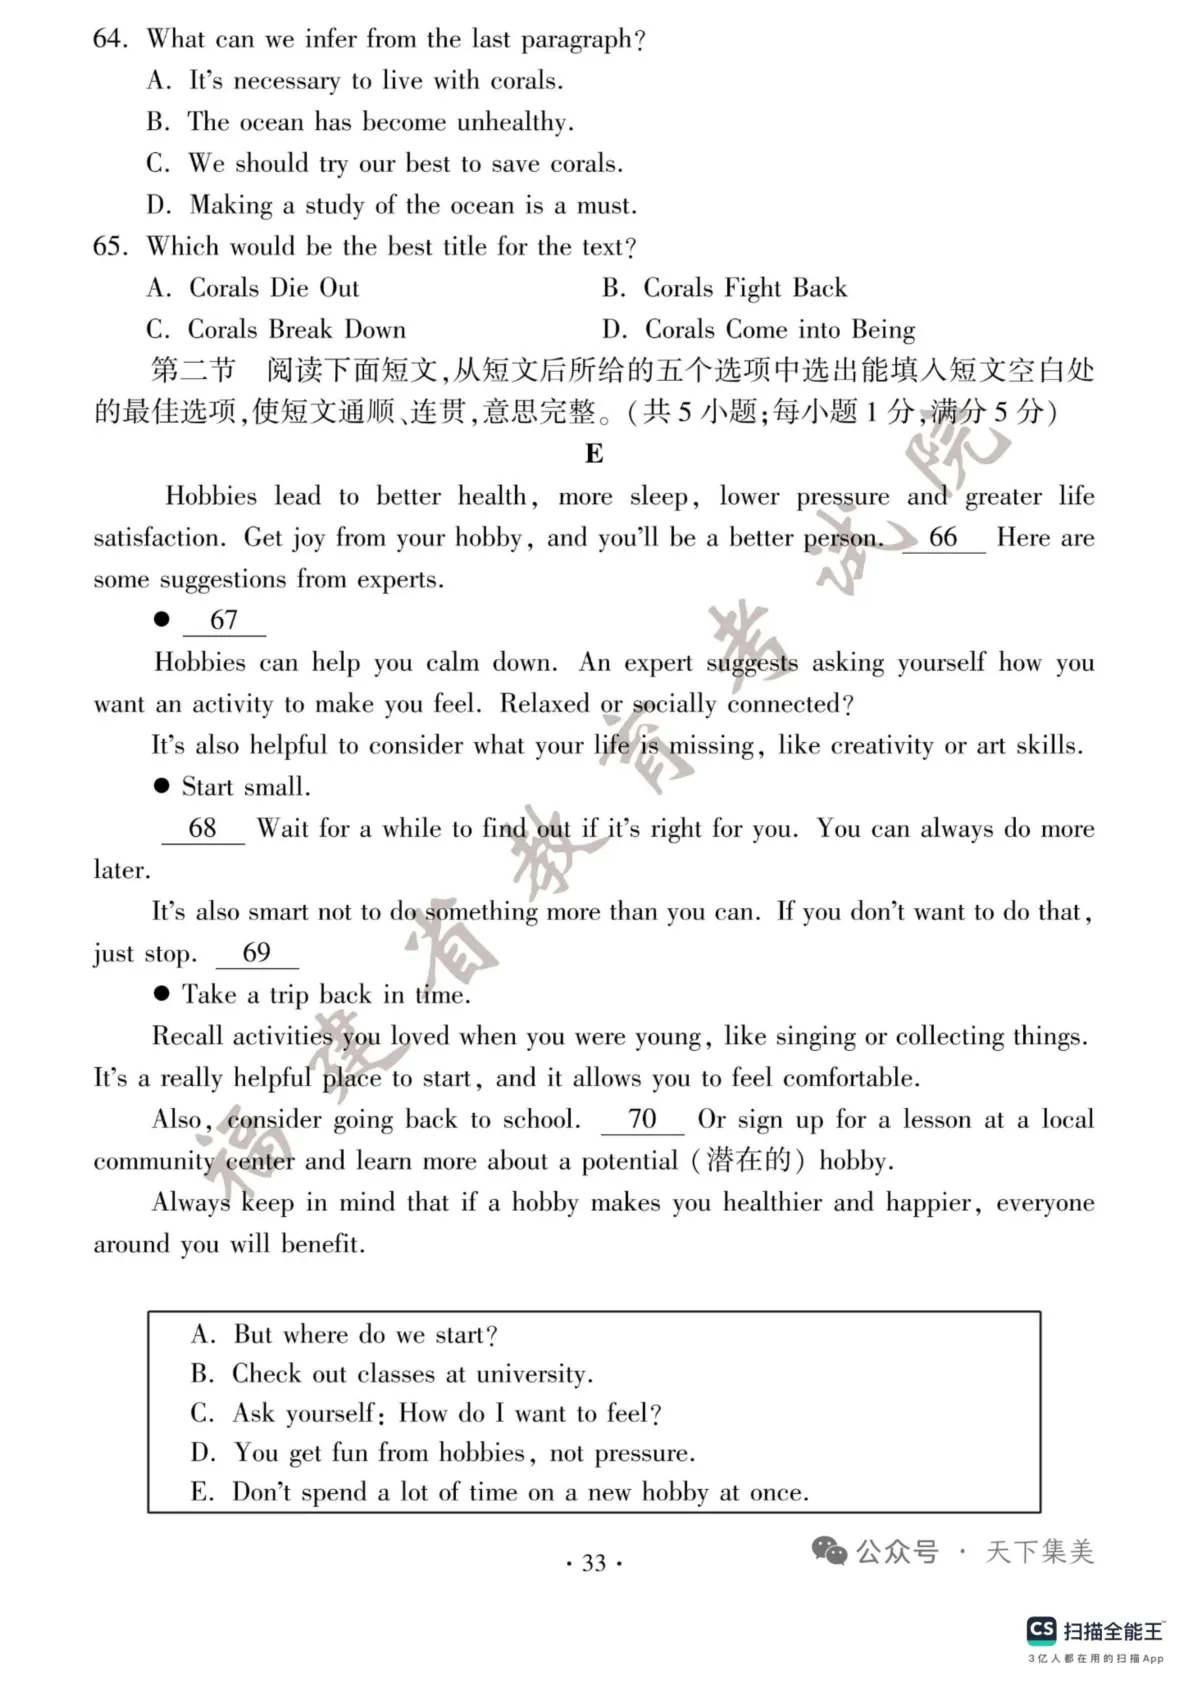 64. What can we infer from the last paragraph?
A. It's necessary to live with corals.
B. The ocean has become unhealthy.
C. We should try our best to save corals.
D. Making a study of the ocean is a must.
65. Which would be the best title for the text?
A. Corals Die Out B. Corals Fight Back
C. Corals Break Down D. Corals Come into Being
第二节 阅读下面短文,从短文后所给的五个选项中选出能填入短文空白处
的最佳选项,使短文通顺、连贯,意思完整。(共5小题;每小题1分,满分5分)
E
Hobbies lead to better health, more sleep, lower pressure and greater life
satisfaction. Get joy from your hobby, and you'll be a better person. 66 Here are
some suggestions from experts.
● 67
Hobbies can help you calm down. An expert suggests asking yourself how you
want an activity to make you feel. Relaxed or socially connected?
It's also helpful to consider what your life is missing, like creativity or art skills.
● Start small.
68 Wait for a while to find out if it's right for you. You can always do more
later.
It's also smart not to do something more than you can. If you don't want to do that,
just stop. 69
● Take a trip back in time.
Recall activities you loved when you were young, like singing or collecting things.
It's a really helpful place to start, and it allows you to feel comfortable.
Also, consider going back to school. 70 Or sign up for a lesson at a local
community center and learn more about a potential (潜在的) hobby.
Always keep in mind that if a hobby makes you healthier and happier, everyone
around you will benefit.
A. But where do we start?
B. Check out classes at university.
C. Ask yourself: How do I want to feel?
D. You get fun from hobbies, not pressure.
E. Don't spend a lot of time on a new hobby at once.
福建省教育考试院
公众号 · 天下集美
· 33 ·
CS 扫描全能王™
3亿人都在用的扫描App